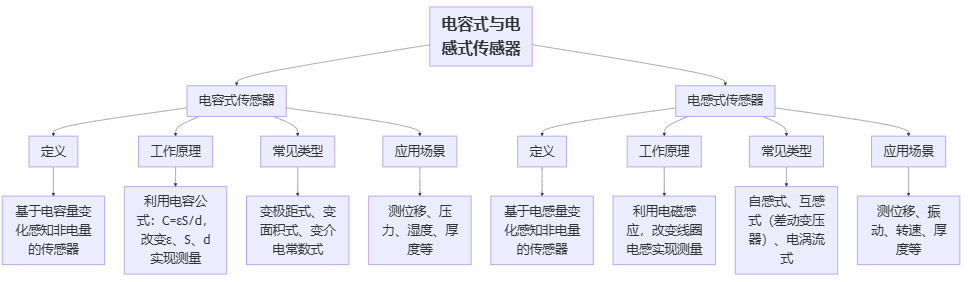 电容式与电
感式传感器
电容式传感器
电感式传感器
定义
工作原理
常见类型
应用场景
定义
工作原理
常见类型
应用场景
基于电容量变
化感知非电量
的传感器
利用电容公
式：C=εS/d，
改变ε、S、d
实现测量
变极距式、变
面积式、变介
电常数式
测位移、压
力、湿度、厚
度等
基于电感量变
化感知非电量
的传感器
利用电磁感
应，改变线圈
电感实现测量
自感式、互感
式（差动变压
器）、电涡流
式
测位移、振
动、转速、厚
度等